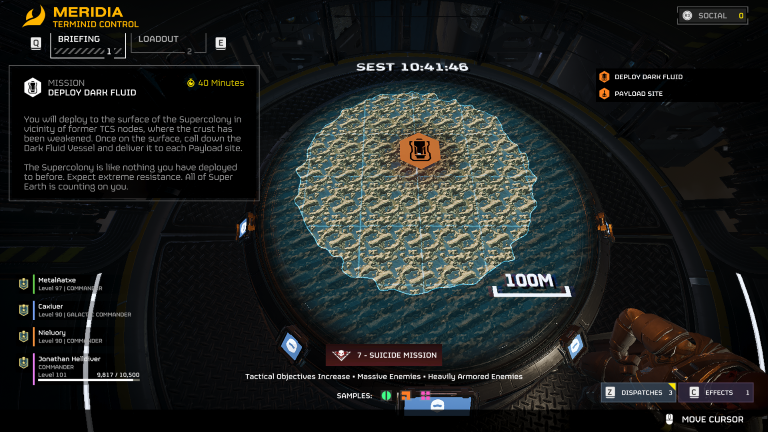 MERIDIA
TERMINID CONTROL
Q
BRIEFING
1
LOADOUT
2
E
SOCIAL 0
MISSION
DEPLOY DARK FLUID
40 Minutes
You will deploy to the surface of the Supercolony in
vicinity of former TCS nodes, where the crust has
been weakened. Once on the surface, call down the
Dark Fluid Vessel and deliver it to each Payload site.
The Supercolony is like nothing you have deployed
to before. Expect extreme resistance. All of Super
Earth is counting on you.
SEST 10:41:46
DEPLOY DARK FLUID
PAYLOAD SITE
100M
MetalAatxe
Level 97 | COMMANDER
Level 90 | GALACTIC COMMANDER
Level 90 | COMMANDER
Jonathan Helldiver
COMMANDER
Level 101 9,817 / 10,500
7 - SUICIDE MISSION
Tactical Objectives Increase • Massive Enemies • Heavily Armored Enemies
SAMPLES:
Z DISPATCHES 3
C EFFECTS 1
MOVE CURSOR